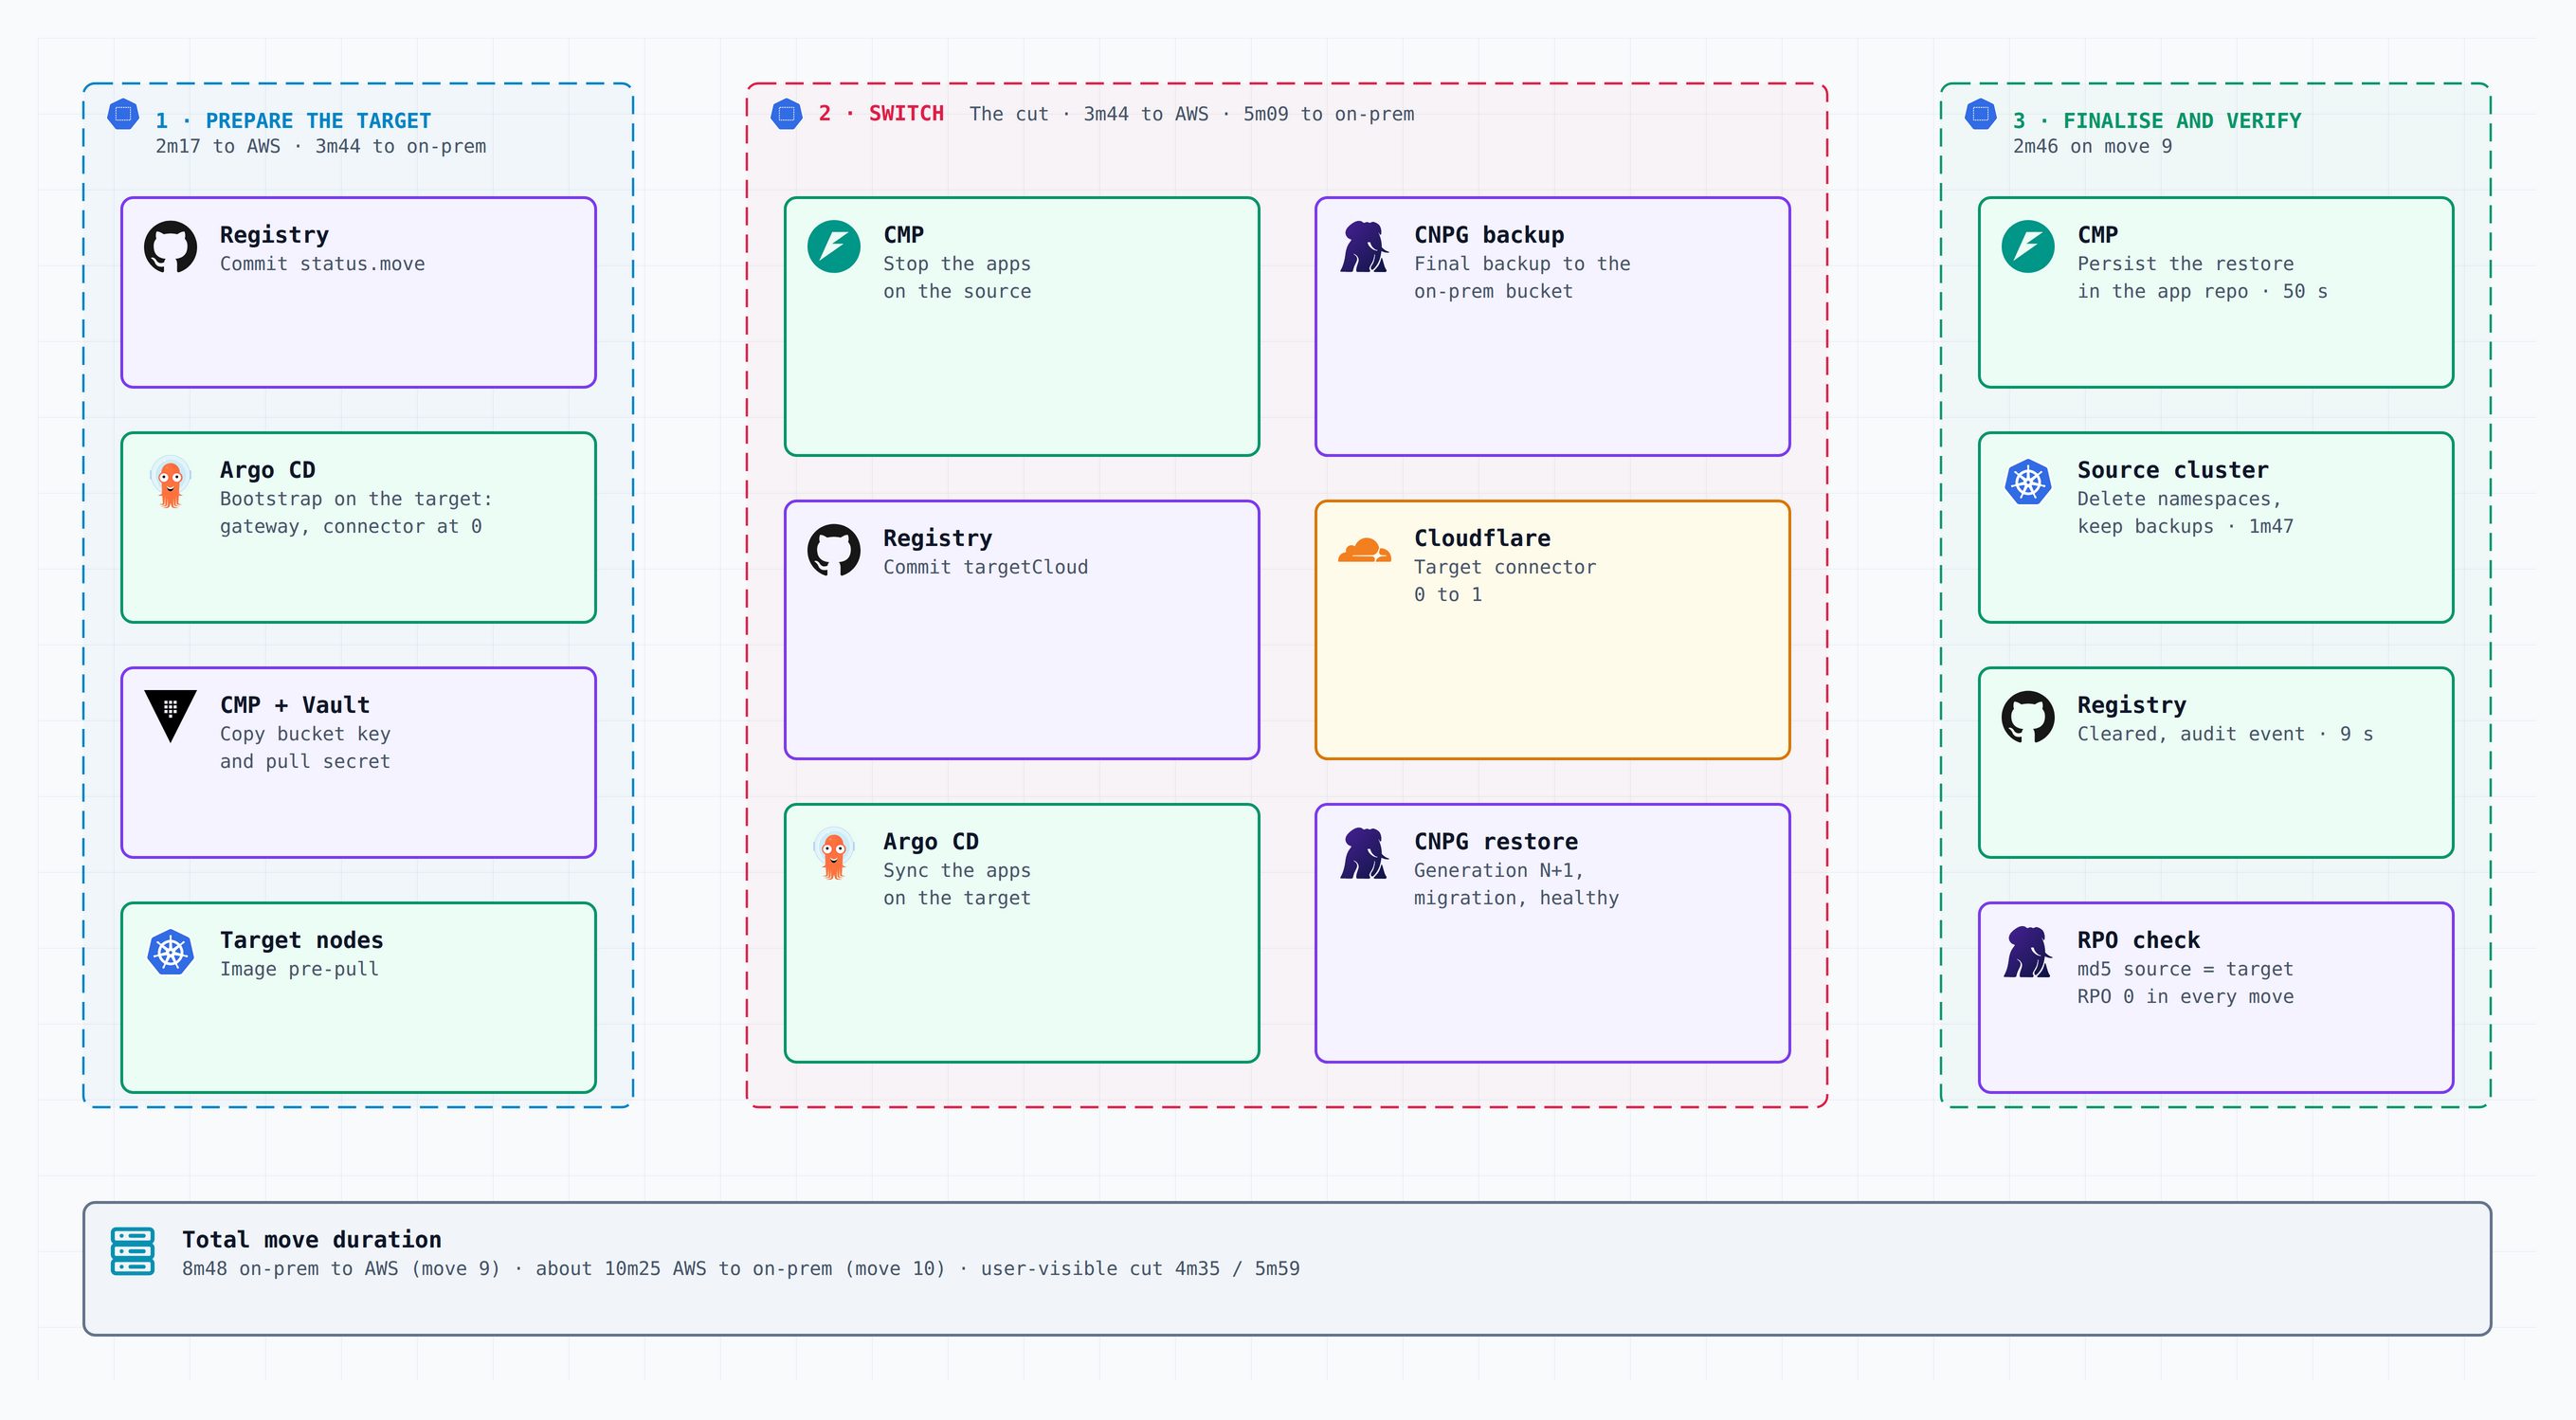 1 · PREPARE THE TARGET
2m17 to AWS · 3m44 to on-prem
Registry
Commit status.move
Argo CD
Bootstrap on the target:
gateway, connector at 0
CMP + Vault
Copy bucket key
and pull secret
Target nodes
Image pre-pull
2 · SWITCH The cut · 3m44 to AWS · 5m09 to on-prem
CMP
Stop the apps
on the source
CNPG backup
Final backup to the
on-prem bucket
Registry
Commit targetCloud
Cloudflare
Target connector
0 to 1
Argo CD
Sync the apps
on the target
CNPG restore
Generation N+1,
migration, healthy
3 · FINALISE AND VERIFY
2m46 on move 9
CMP
Persist the restore
in the app repo · 50 s
Source cluster
Delete namespaces,
keep backups · 1m47
Registry
Cleared, audit event · 9 s
RPO check
md5 source = target
RPO 0 in every move
Total move duration
8m48 on-prem to AWS (move 9) · about 10m25 AWS to on-prem (move 10) · user-visible cut 4m35 / 5m59